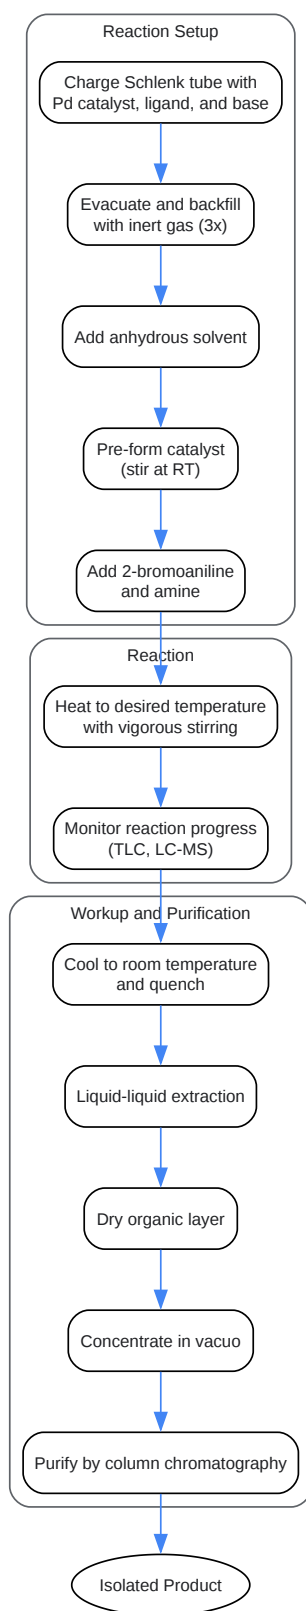 Reaction Setup
Charge Schlenk tube with
Pd catalyst, ligand, and base
Evacuate and backfill
with inert gas (3x)
Add anhydrous solvent
Pre-form catalyst
(stir at RT)
Add 2-bromoaniline
and amine
Reaction
Heat to desired temperature
with vigorous stirring
Monitor reaction progress
(TLC, LC-MS)
Workup and Purification
Cool to room temperature
and quench
Liquid-liquid extraction
Dry organic layer
Concentrate in vacuo
Purify by column chromatography
Isolated Product